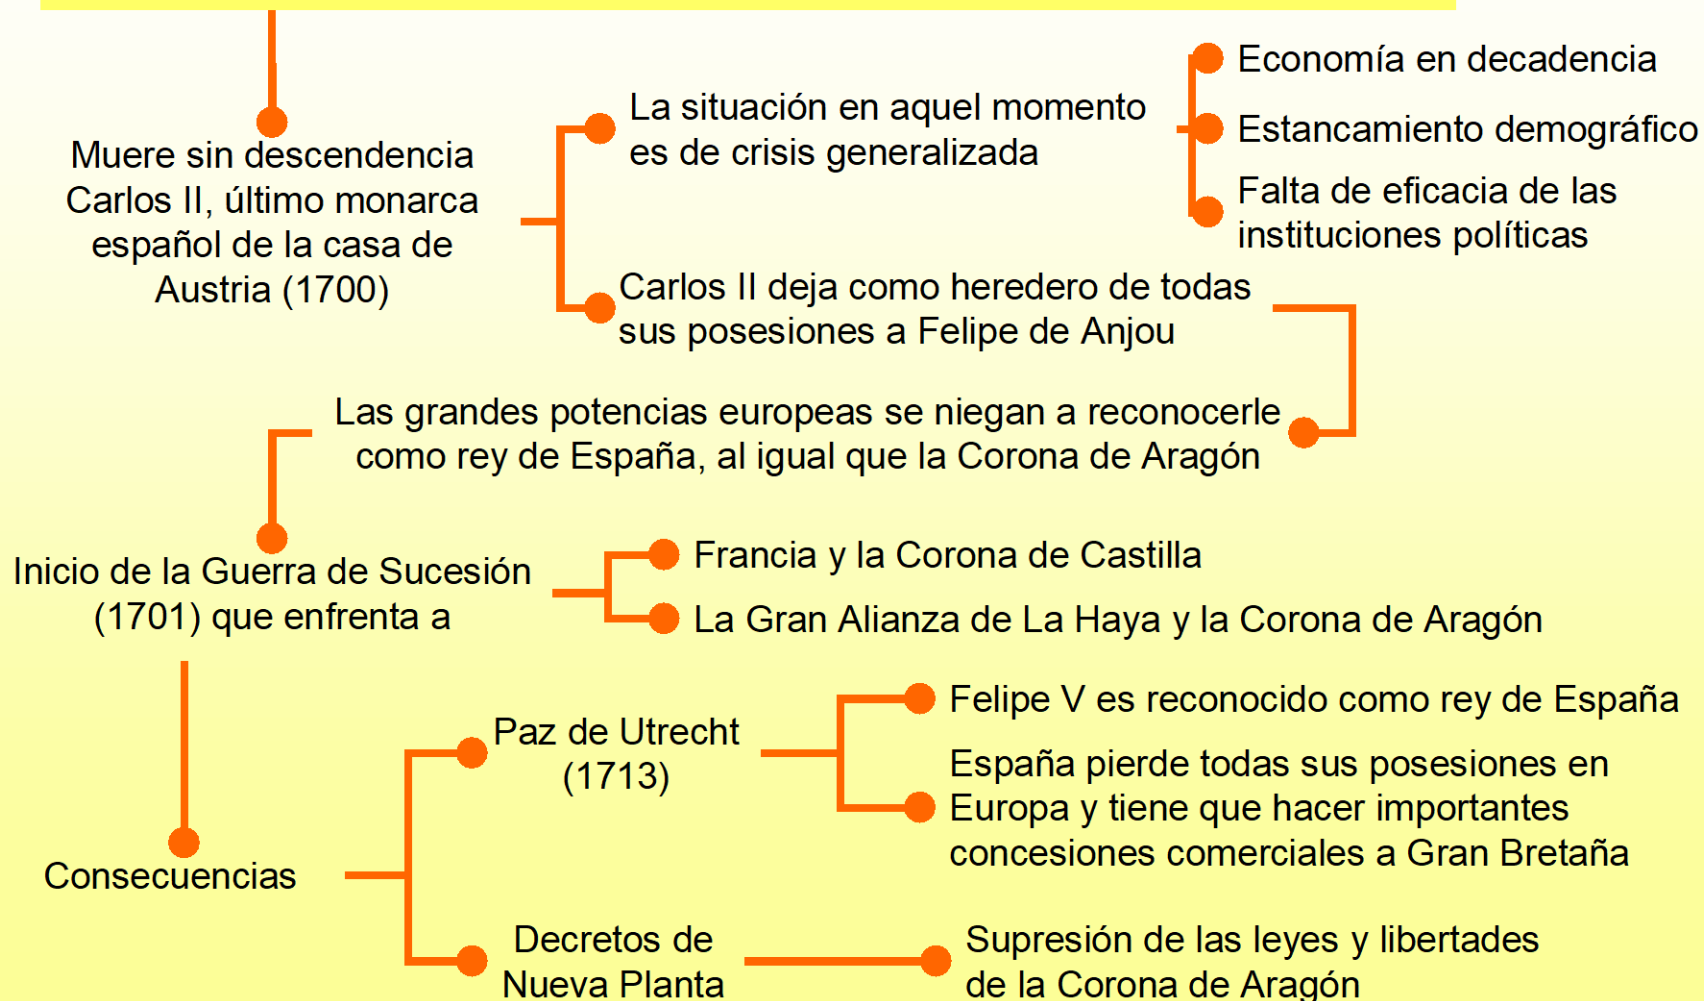 Muere sin descendencia
Carlos II, último monarca
español de la casa de
Austria (1700)
La situación en aquel momento
es de crisis generalizada
Economía en decadencia
Estancamiento demográfico
Falta de eficacia de las
instituciones políticas
Carlos II deja como heredero de todas
sus posesiones a Felipe de Anjou
Las grandes potencias europeas se niegan a reconocerle
como rey de España, al igual que la Corona de Aragón
Inicio de la Guerra de Sucesión
(1701) que enfrenta a
Francia y la Corona de Castilla
La Gran Alianza de La Haya y la Corona de Aragón
Consecuencias
Paz de Utrecht
(1713)
Felipe V es reconocido como rey de España
España pierde todas sus posesiones en
Europa y tiene que hacer importantes
concesiones comerciales a Gran Bretaña
Decretos de
Nueva Planta
Supresión de las leyes y libertades
de la Corona de Aragón